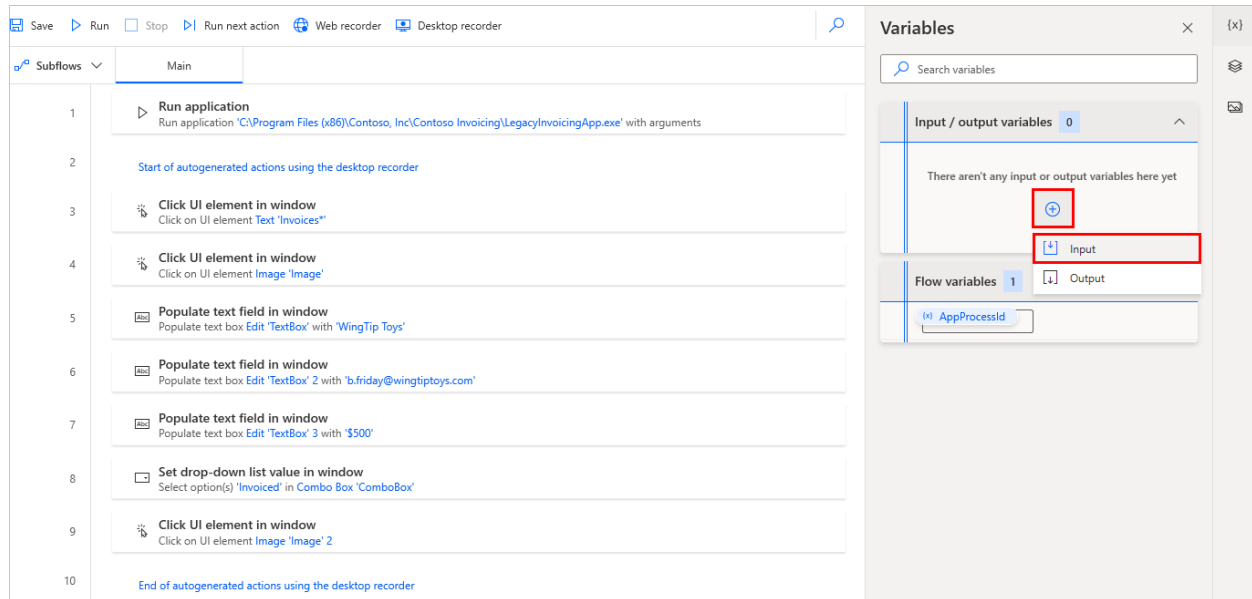 Save Run Stop Run next action Web recorder Desktop recorder
Subflows Main
1 Run application
Run application 'C:\Program Files (x86)\Contoso, Inc\Contoso Invoicing\LegacyInvoicingApp.exe' with arguments
2 Start of autogenerated actions using the desktop recorder
3 Click UI element in window
Click on UI element Text 'Invoices*'
4 Click UI element in window
Click on UI element Image 'Image'
5 Abc Populate text field in window
Populate text box Edit 'TextBox' with 'WingTip Toys'
6 Abc Populate text field in window
Populate text box Edit 'TextBox' 2 with 'b.friday@wingtiptoys.com'
7 Abc Populate text field in window
Populate text box Edit 'TextBox' 3 with '$500'
8 Set drop-down list value in window
Select option(s) 'Invoiced' in Combo Box 'ComboBox'
9 Click UI element in window
Click on UI element Image 'Image' 2
10 End of autogenerated actions using the desktop recorder
Variables
{x}
Search variables
Input / output variables 0
There aren't any input or output variables here yet
Input
Output
Flow variables 1
{x} AppProcessId